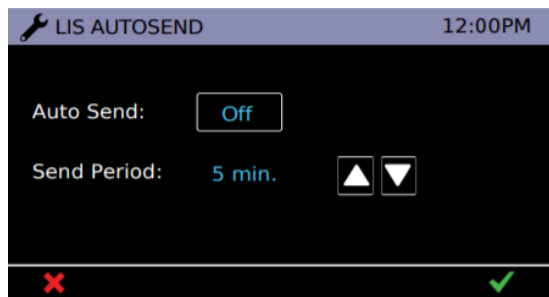 LIS AUTOSEND 12:00PM
Auto Send: Off
Send Period: 5 min.